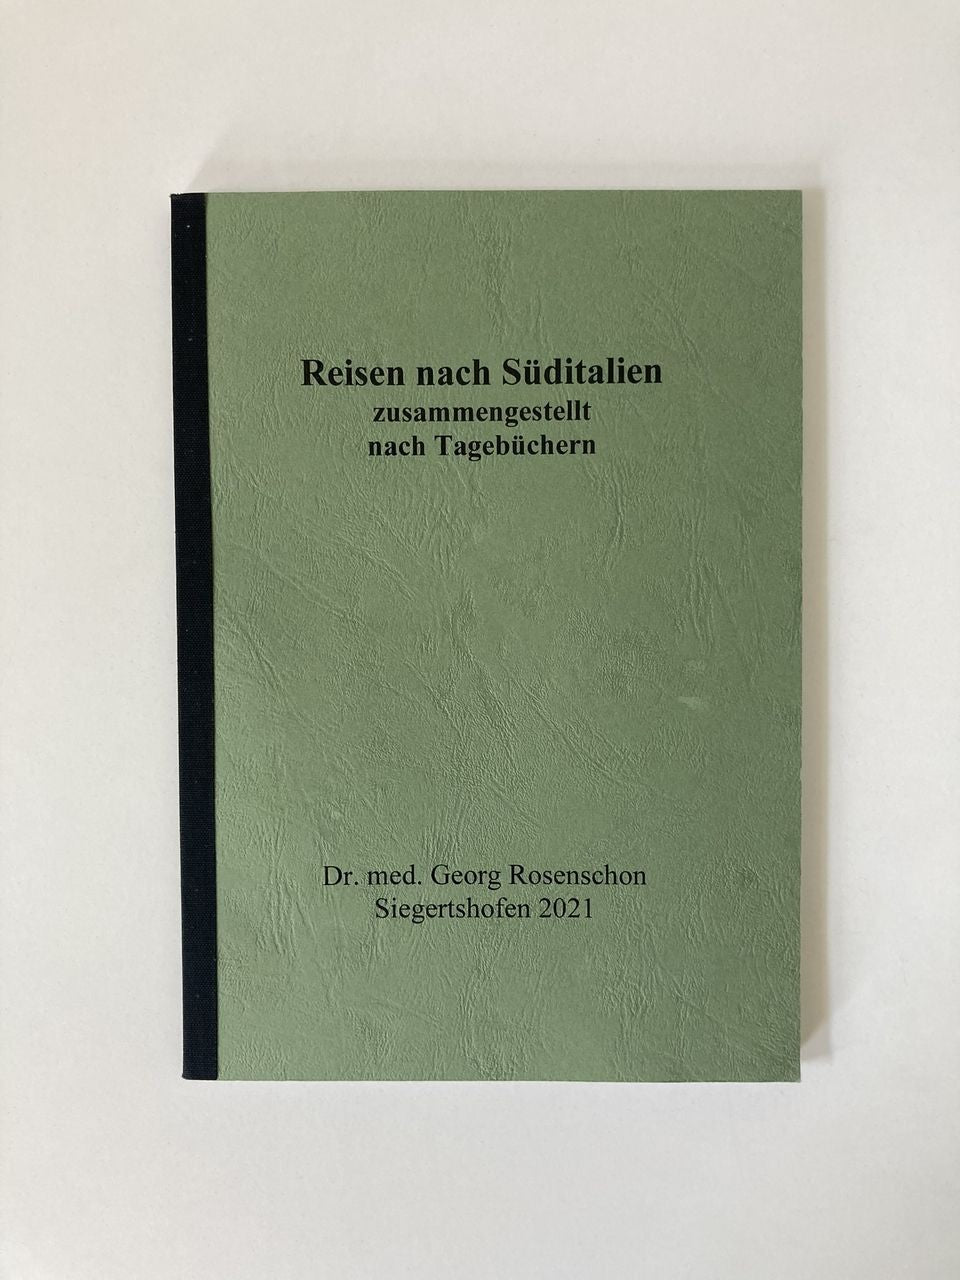 Reisen nach Süditalien
zusammengestellt
nach Tagebüchern
Dr. med. Georg Rosenschon
Siegertshofen 2021